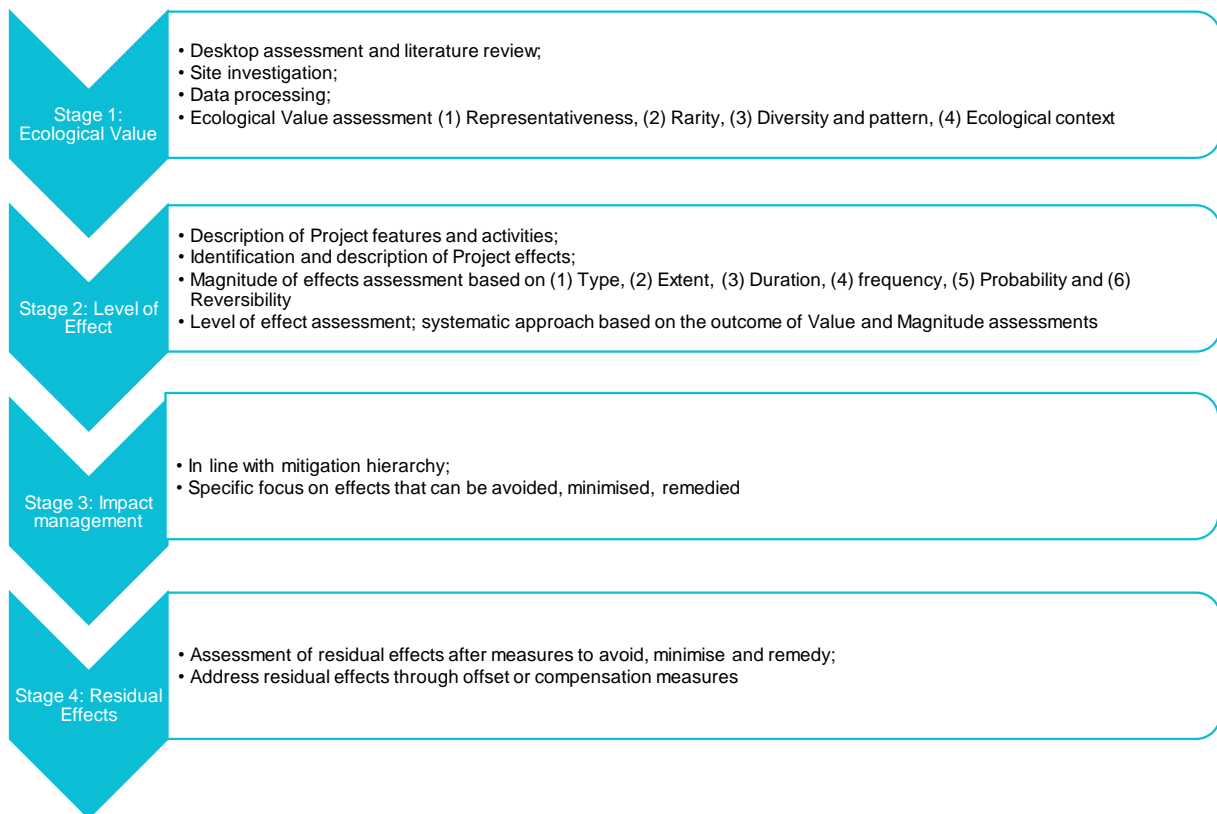 Stage 1:
Ecological Value
• Desktop assessment and literature review;
• Site investigation;
• Data processing;
• Ecological Value assessment (1) Representativeness, (2) Rarity, (3) Diversity and pattern, (4) Ecological context
Stage 2: Level of
Effect
• Description of Project features and activities;
• Identification and description of Project effects;
• Magnitude of effects assessment based on (1) Type, (2) Extent, (3) Duration, (4) frequency, (5) Probability and (6)
Reversibility
• Level of effect assessment; systematic approach based on the outcome of Value and Magnitude assessments
Stage 3: Impact
management
• In line with mitigation hierarchy;
• Specific focus on effects that can be avoided, minimised, remedied
Stage 4: Residual
Effects
• Assessment of residual effects after measures to avoid, minimise and remedy;
• Address residual effects through offset or compensation measures